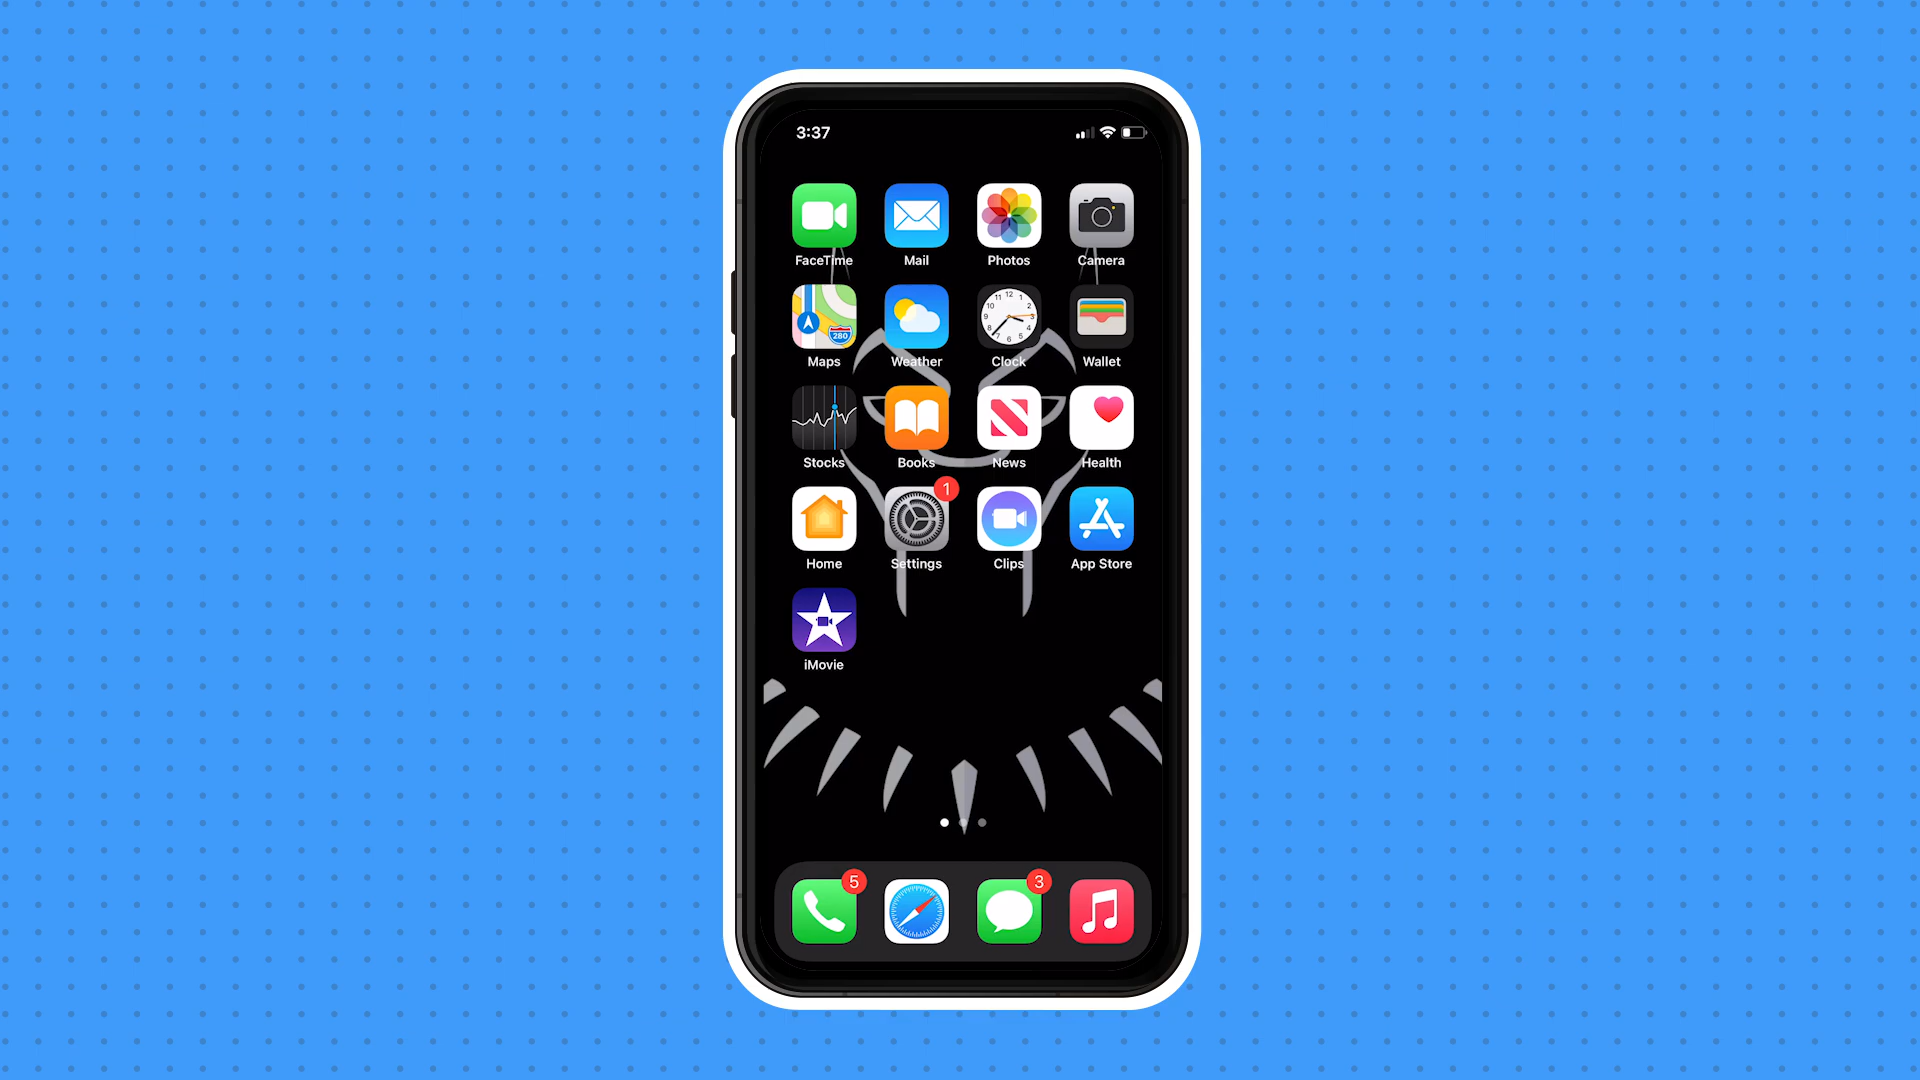 3:37
FaceTime Mail Photos Camera
280
Maps Weather Clock Wallet
Stocks Books News Health
1
Home Settings Clips App Store
iMovie
5 3